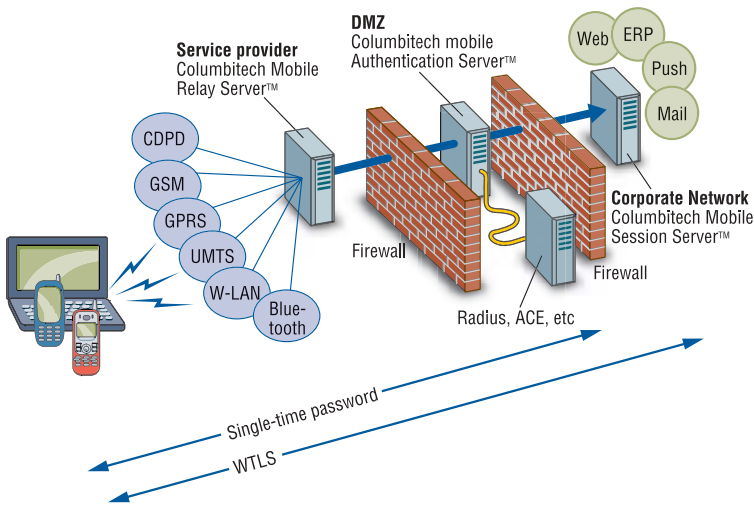 DMZ
Columbitech mobile
Authentication Server™
Service provider
Columbitech Mobile
Relay Server™
Web
ERP
Push
Mail
CDPD
GSM
GPRS
UMTS
W-LAN
Blue-
tooth
Firewall
Corporate Network
Columbitech Mobile
Session Server™
Firewall
Radius, ACE, etc
Single-time password
WTLS